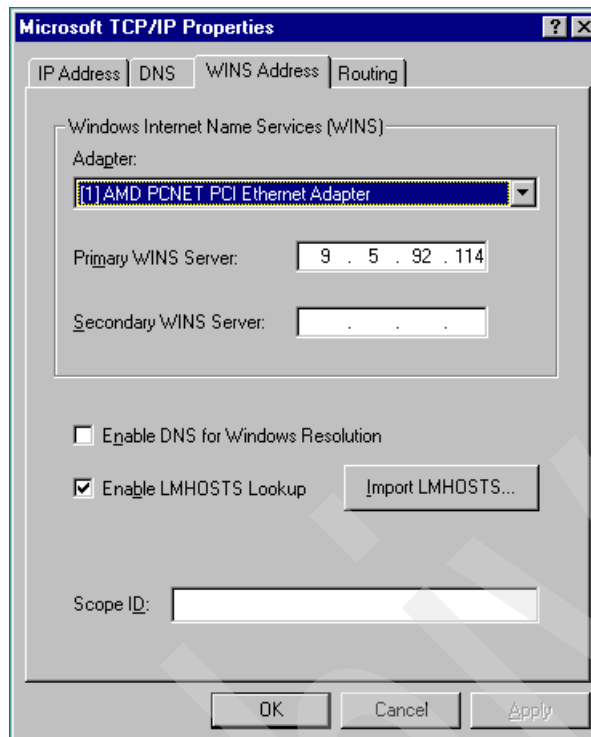 Microsoft TCP/IP Properties
IP Address DNS WINS Address Routing
Windows Internet Name Services (WINS)
Adapter:
[1] AMD PCNET PCI Ethernet Adapter
Primary WINS Server: 9 . 5 . 92 . 114
Secondary WINS Server: . . .
Enable DNS for Windows Resolution
Enable LMHOSTS Lookup Import LMHOSTS...
Scope ID:
OK Cancel Apply